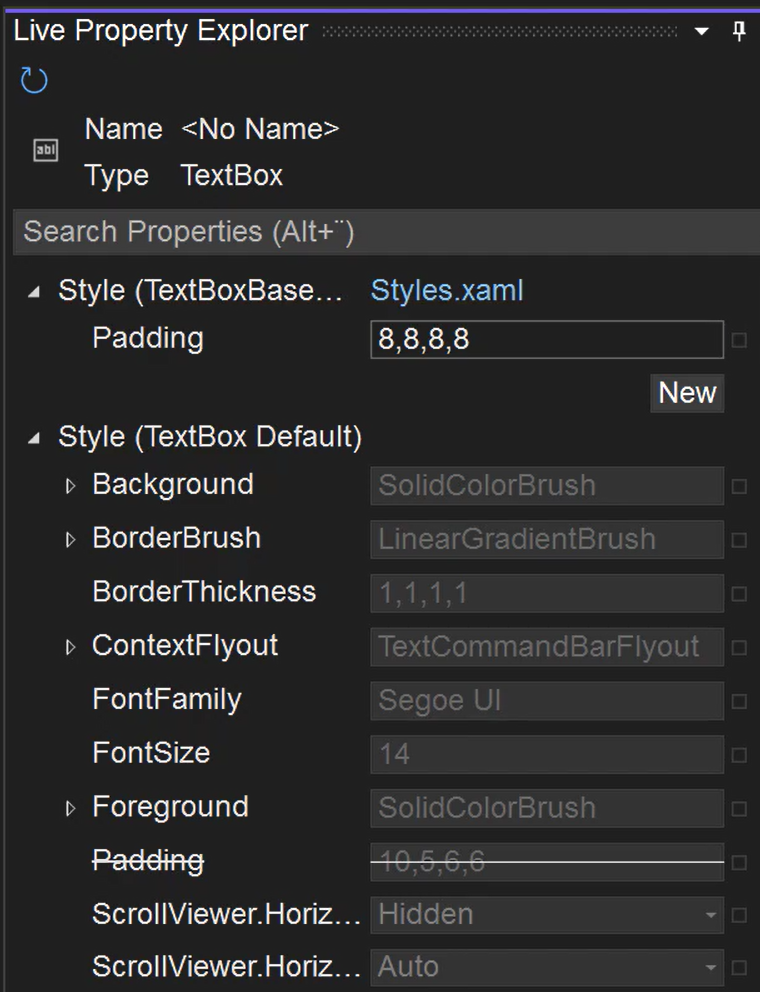 Live Property Explorer
abl
Name <No Name>
Type TextBox
Search Properties (Alt+¨)
Style (TextBoxBase... Styles.xaml
Padding 8,8,8,8
New
Style (TextBox Default)
Background SolidColorBrush
BorderBrush LinearGradientBrush
BorderThickness 1,1,1,1
ContextFlyout TextCommandBarFlyout
FontFamily Segoe UI
FontSize 14
Foreground SolidColorBrush
Padding 10,5,6,6
ScrollViewer.Horiz... Hidden
ScrollViewer.Horiz... Auto